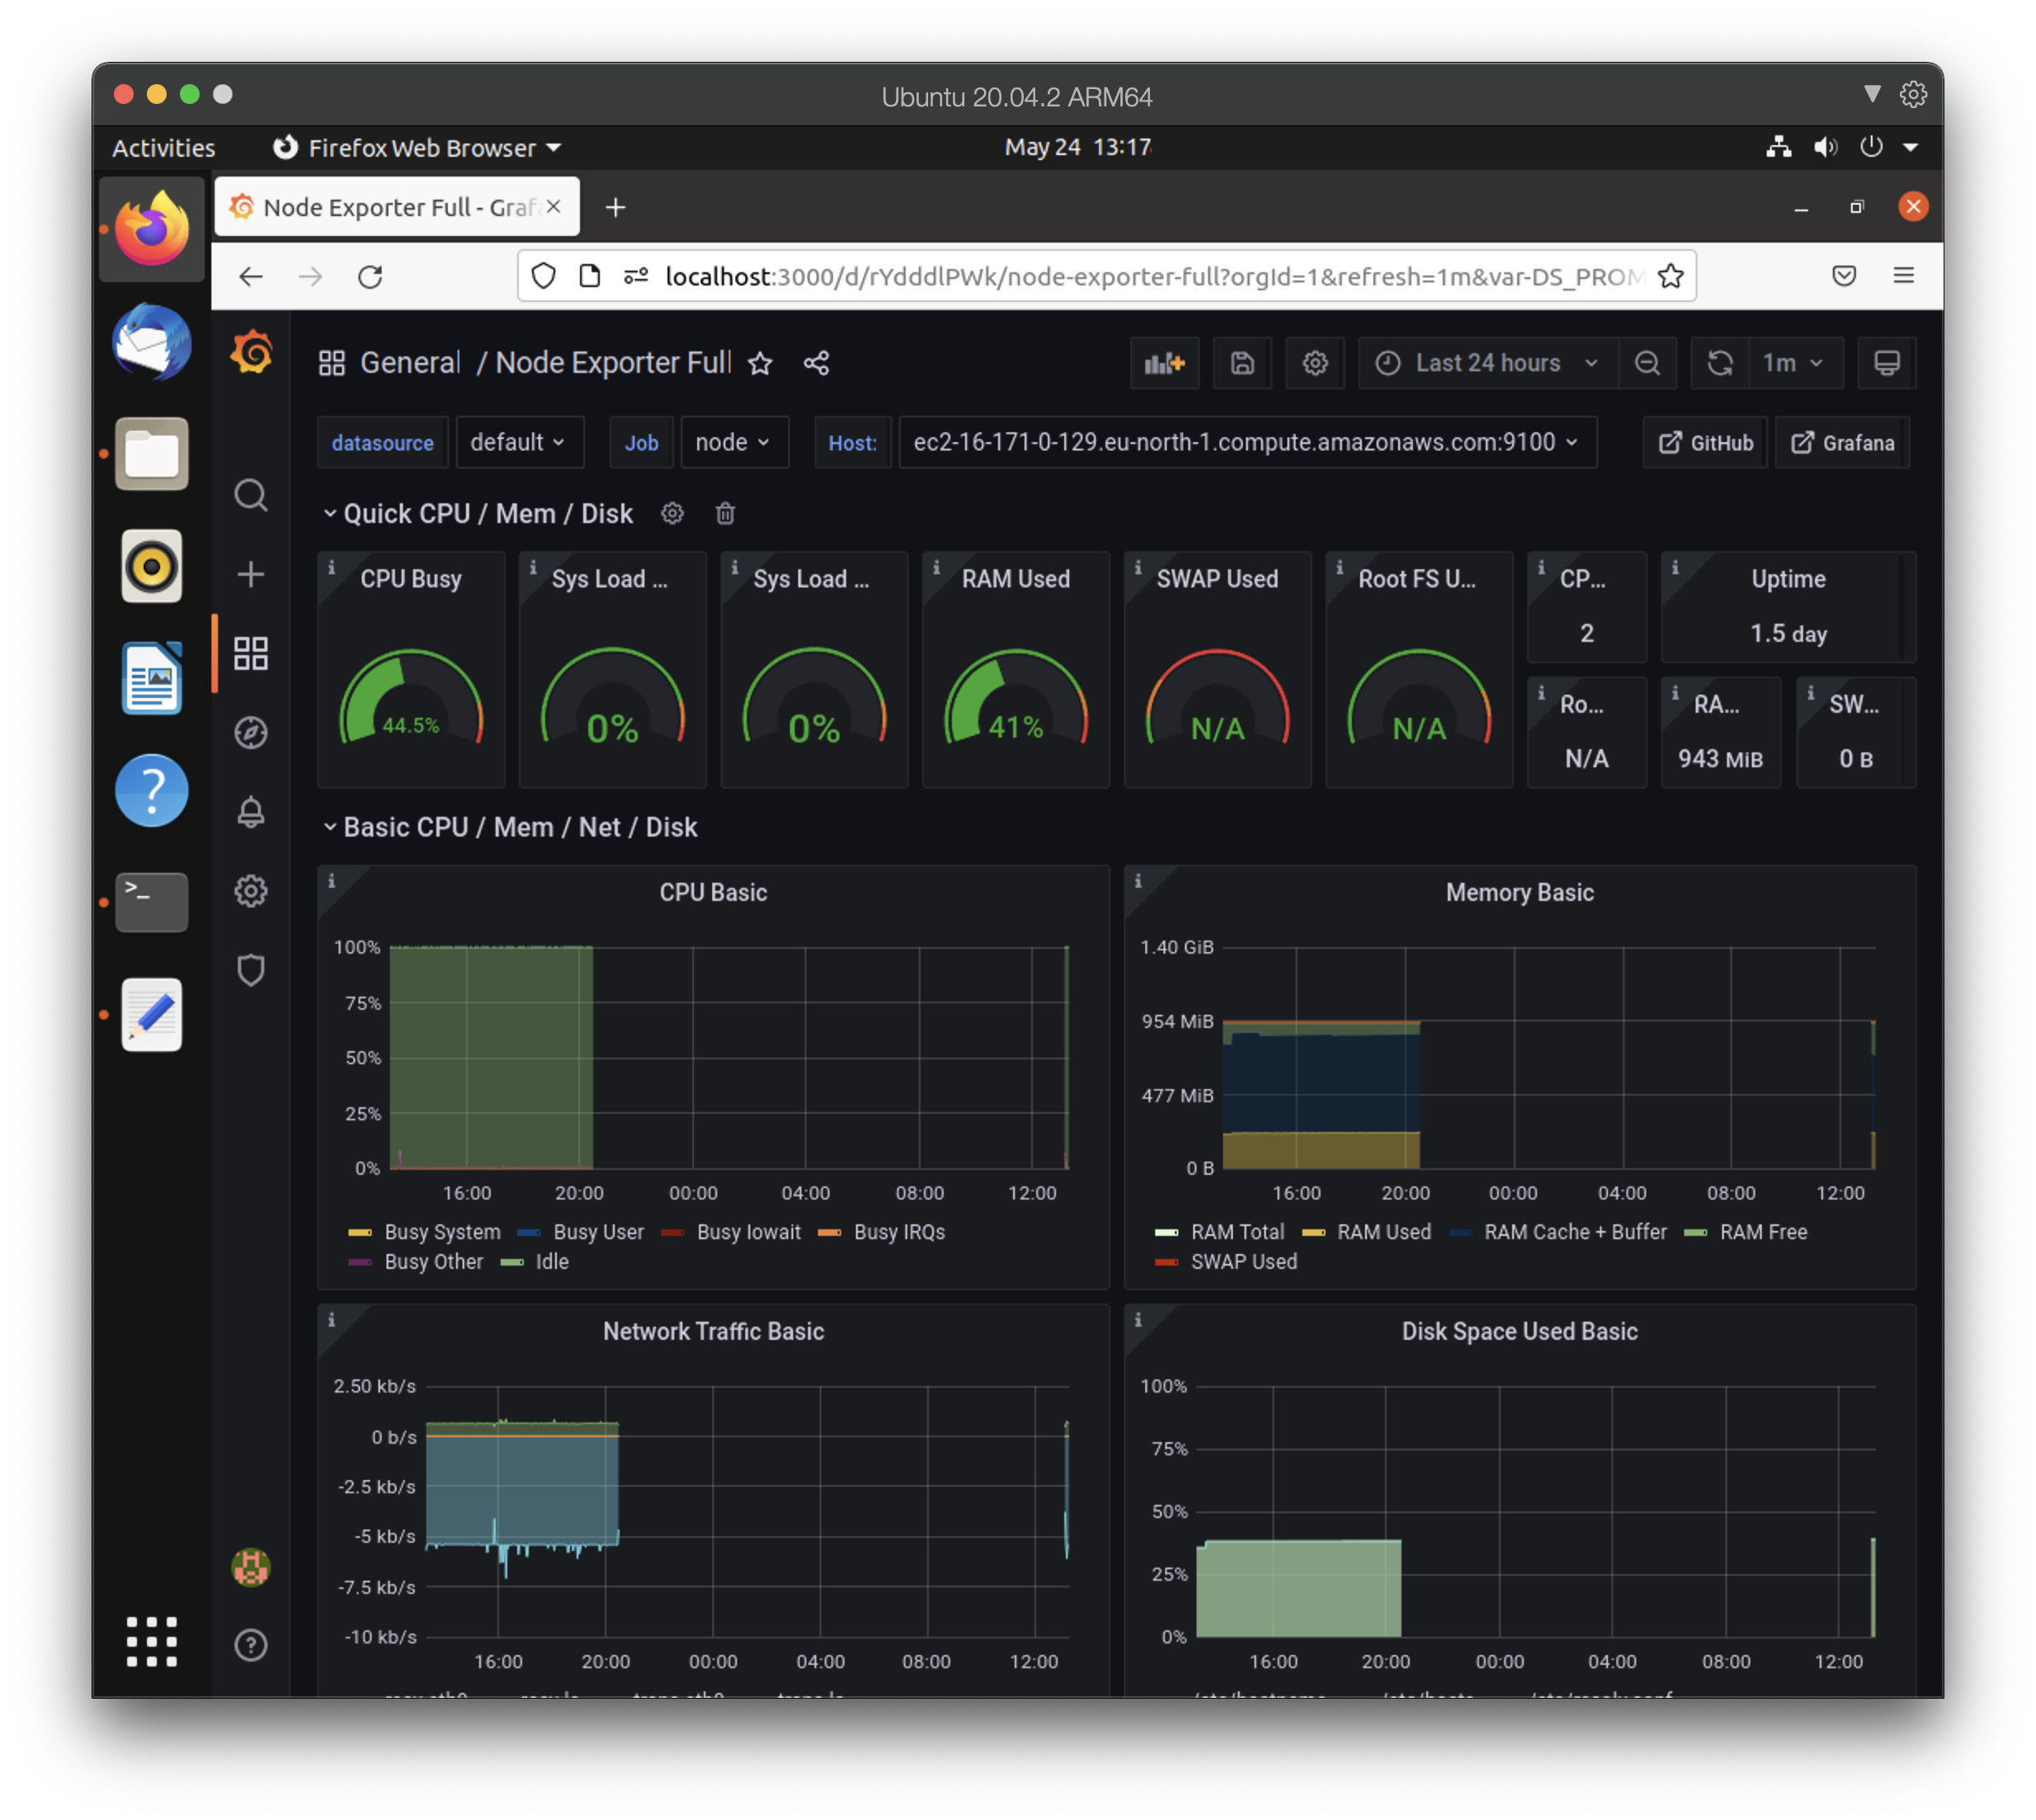 Ubuntu 20.04.2 ARM64
Activities Firefox Web Browser May 24 13:17
Node Exporter Full - Graf
localhost:3000/d/rYdddlPWk/node-exporter-full?orgId=1&refresh=1m&var-DS_PROM
General / Node Exporter Full Last 24 hours 1m
datasource default Job node Host: ec2-16-171-0-129.eu-north-1.compute.amazonaws.com:9100 GitHub Grafana
Quick CPU / Mem / Disk
CPU Busy Sys Load ... Sys Load ... RAM Used SWAP Used Root FS U... CP... Uptime
2 1.5 day
Ro... RA... SW...
44.5% 0% 0% 41% N/A N/A N/A 943 MiB 0 B
Basic CPU / Mem / Net / Disk
CPU Basic
100%
75%
50%
25%
0%
16:00 20:00 00:00 04:00 08:00 12:00
Busy System Busy User Busy Iowait Busy IRQs
Busy Other Idle
Memory Basic
1.40 GiB
954 MiB
477 MiB
0 B
16:00 20:00 00:00 04:00 08:00 12:00
RAM Total RAM Used RAM Cache + Buffer RAM Free
SWAP Used
Network Traffic Basic
2.50 kb/s
0 b/s
-2.5 kb/s
-5 kb/s
-7.5 kb/s
-10 kb/s
16:00 20:00 00:00 04:00 08:00 12:00
Disk Space Used Basic
100%
75%
50%
25%
0%
16:00 20:00 00:00 04:00 08:00 12:00